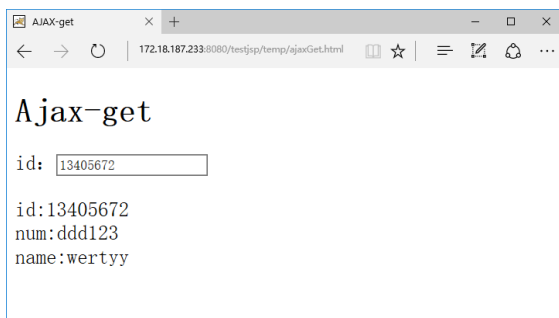 AJAX-get
172.18.187.233:8080/testjsp/temp/ajaxGet.html
Ajax-get
id: 13405672
id:13405672
num:ddd123
name:wertyy